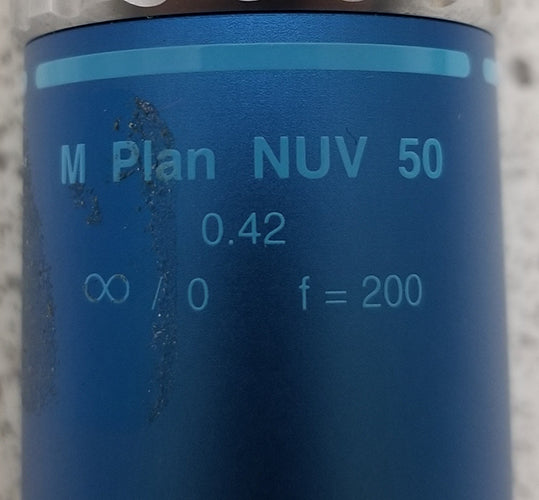 M Plan NUV 50
0.42
∞ / 0 f = 200